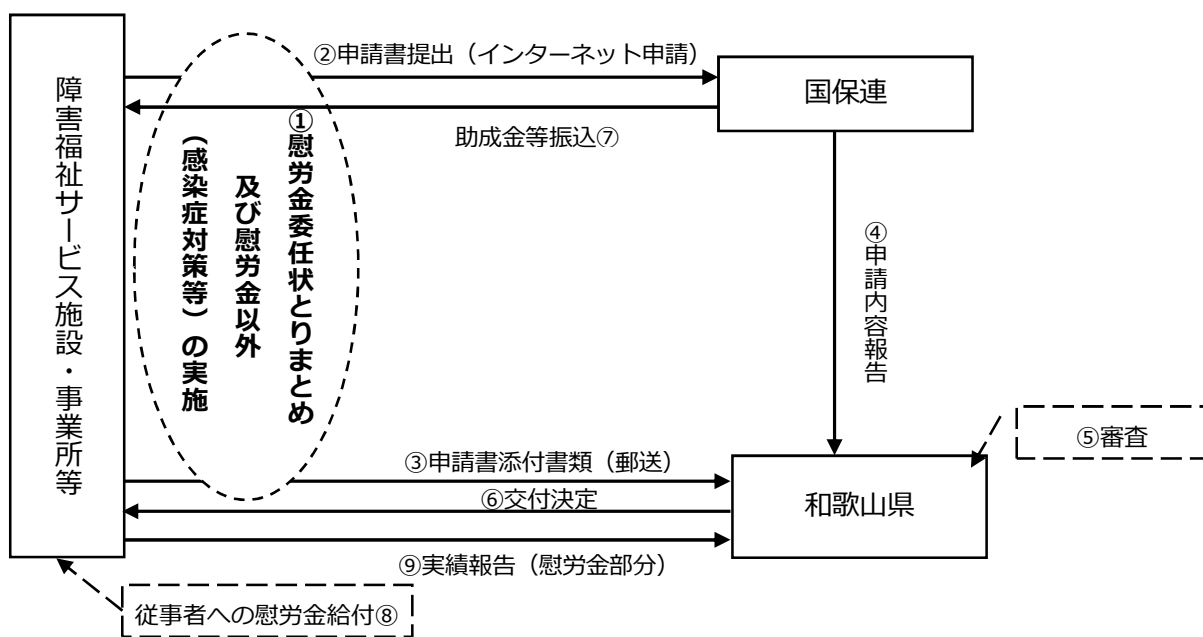 障害福祉サービス施設・事業所等
②申請書提出（インターネット申請）
国保連
助成金等振込⑦
①慰労金委任状とりまとめ
及び慰労金以外
（感染症対策等）の実施
④申請内容報告
⑤審査
③申請書添付書類（郵送）
⑥交付決定
和歌山県
⑨実績報告（慰労金部分）
従事者への慰労金給付⑧